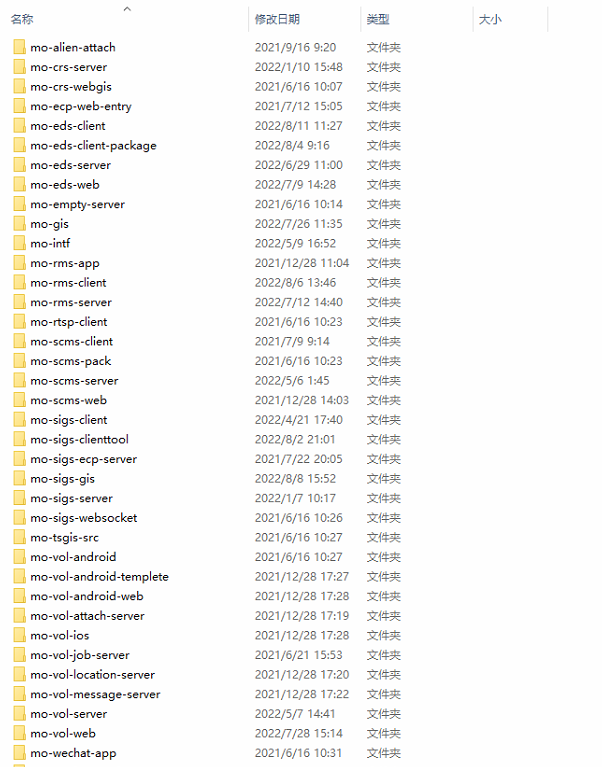 名称 修改日期 类型 大小
mo-alien-attach 2021/9/16 9:20 文件夹
mo-crs-server 2022/1/10 15:48 文件夹
mo-crs-webgis 2021/6/16 10:07 文件夹
mo-ecp-web-entry 2021/7/12 15:05 文件夹
mo-eds-client 2022/8/11 11:27 文件夹
mo-eds-client-package 2022/8/4 9:16 文件夹
mo-eds-server 2022/6/29 11:00 文件夹
mo-eds-web 2022/7/9 14:28 文件夹
mo-empty-server 2021/6/16 10:14 文件夹
mo-gis 2022/7/26 11:35 文件夹
mo-intf 2022/5/9 16:52 文件夹
mo-rms-app 2021/12/28 11:04 文件夹
mo-rms-client 2022/8/6 13:46 文件夹
mo-rms-server 2022/7/12 14:40 文件夹
mo-rtsp-client 2021/6/16 10:23 文件夹
mo-scms-client 2021/7/9 9:14 文件夹
mo-scms-pack 2021/6/16 10:23 文件夹
mo-scms-server 2022/5/6 1:45 文件夹
mo-scms-web 2021/12/28 14:03 文件夹
mo-sigs-client 2022/4/21 17:40 文件夹
mo-sigs-clienttool 2022/8/2 21:01 文件夹
mo-sigs-ecp-server 2021/7/22 20:05 文件夹
mo-sigs-gis 2022/8/8 15:52 文件夹
mo-sigs-server 2022/1/7 10:17 文件夹
mo-sigs-websocket 2021/6/16 10:26 文件夹
mo-tsgis-src 2021/6/16 10:27 文件夹
mo-vol-android 2021/6/16 10:27 文件夹
mo-vol-android-templete 2021/12/28 17:27 文件夹
mo-vol-android-web 2021/12/28 17:28 文件夹
mo-vol-attach-server 2021/12/28 17:19 文件夹
mo-vol-ios 2021/12/28 17:28 文件夹
mo-vol-job-server 2021/6/21 15:53 文件夹
mo-vol-location-server 2021/12/28 17:20 文件夹
mo-vol-message-server 2021/12/28 17:22 文件夹
mo-vol-server 2022/5/7 14:41 文件夹
mo-vol-web 2022/7/28 15:14 文件夹
mo-wechat-app 2021/6/16 10:31 文件夹